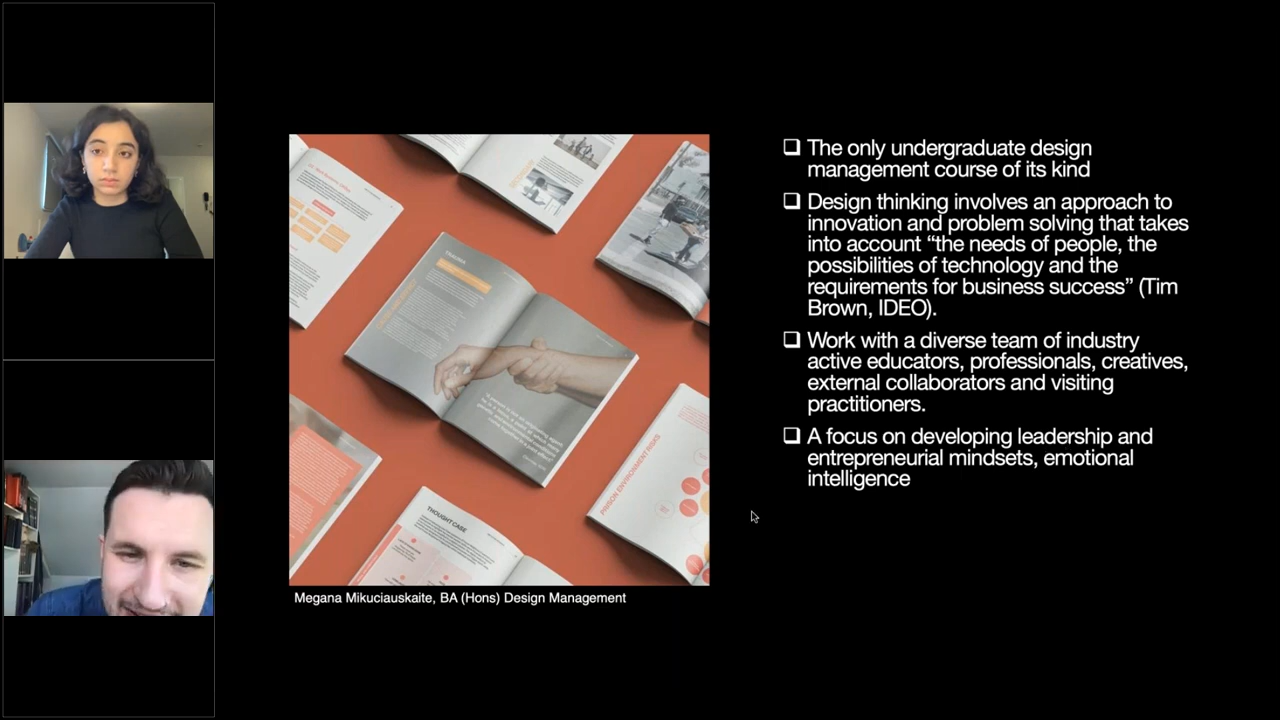 The only undergraduate design
management course of its kind
Design thinking involves an approach to
innovation and problem solving that takes
into account “the needs of people, the
possibilities of technology and the
requirements for business success” (Tim
Brown, IDEO).
Work with a diverse team of industry
active educators, professionals, creatives,
external collaborators and visiting
practitioners.
A focus on developing leadership and
entrepreneurial mindsets, emotional
intelligence
THOUGHT CASE
PRISON ENVIRONMENT RISKS
Megana Mikuciauskaite, BA (Hons) Design Management